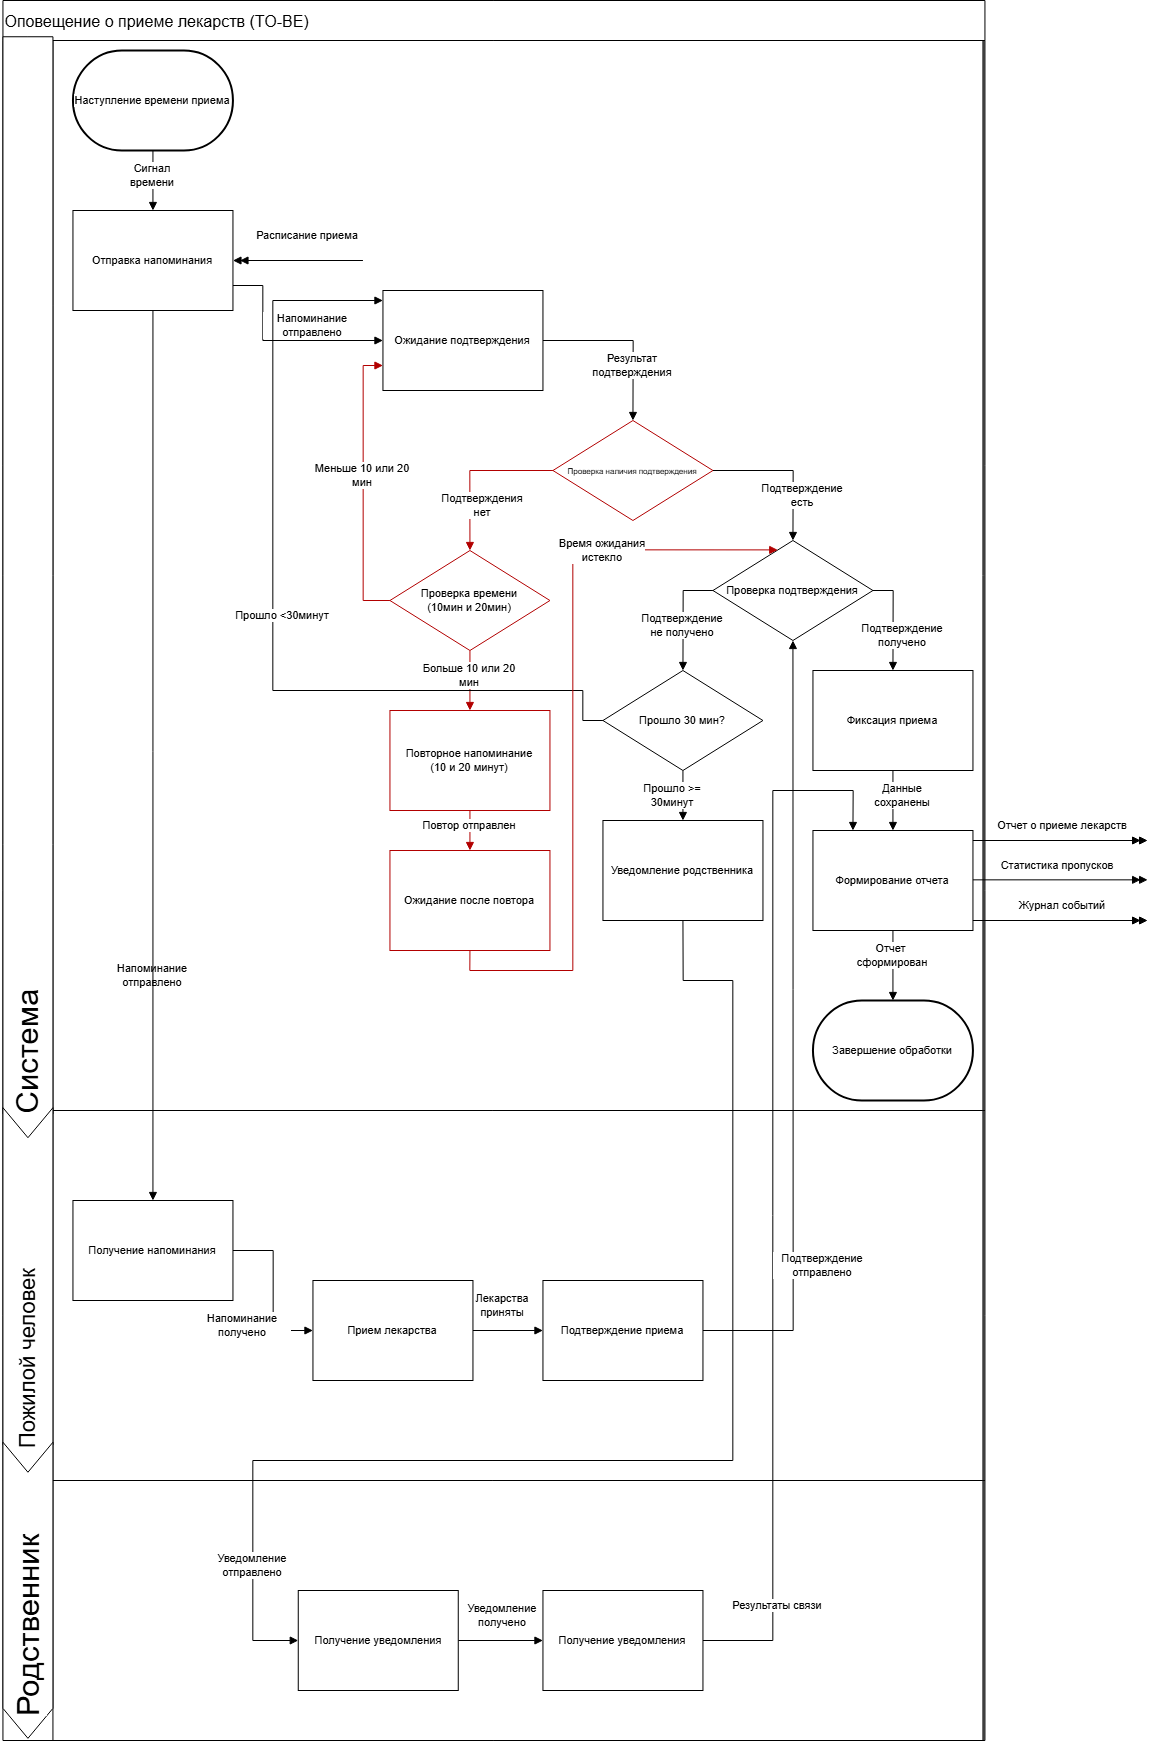 Оповещение о приеме лекарств (TO-BE)
Наступление времени приема
Сигнал
времени
Отправка напоминания
Расписание приема
Напоминание
отправлено
Ожидание подтверждения
Результат
подтверждения
Проверка наличия подтверждения
Меньше 10 или 20
мин
Подтверждения
нет
Подтверждение
есть
Время ожидания
истекло
Проверка времени
(10мин и 20мин)
Проверка подтверждения
Прошло <30минут
Подтверждение
не получено
Подтверждение
получено
Больше 10 или 20
мин
Прошло 30 мин?
Фиксация приема
Повторное напоминание
(10 и 20 минут)
Прошло >=
30минут
Данные
сохранены
Повтор отправлен
Отчет о приеме лекарств
Уведомление родственника
Статистика пропусков
Формирование отчета
Ожидание после повтора
Журнал событий
Отчет
сформирован
Напоминание
отправлено
Завершение обработки
Система
Получение напоминания
Подтверждение
отправлено
Напоминание
получено
Прием лекарства
Лекарства
приняты
Подтверждение приема
Пожилой человек
Уведомление
отправлено
Получение уведомления
Уведомление
получено
Получение уведомления
Результаты связи
Родственник